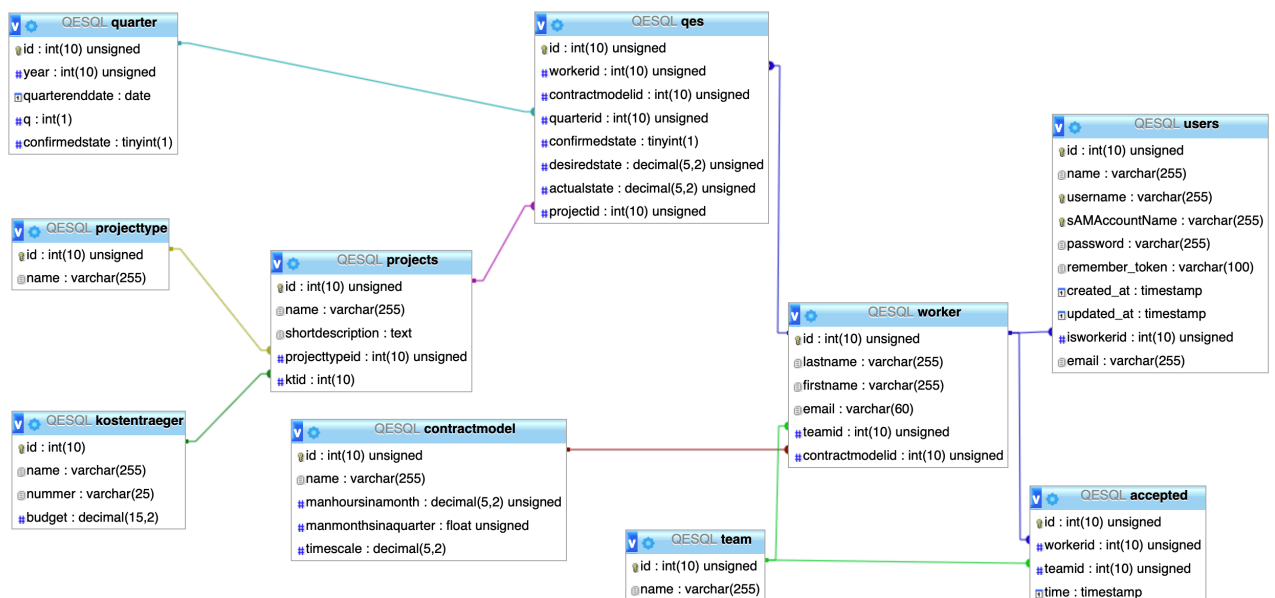 QESQL quarter
id : int(10) unsigned
year : int(10) unsigned
quarterenddate : date
q : int(1)
confirmedstate : tinyint(1)
QESQL qes
id : int(10) unsigned
workerid : int(10) unsigned
contractmodelid : int(10) unsigned
quarterid : int(10) unsigned
confirmedstate : tinyint(1)
desiredstate : decimal(5,2) unsigned
actualstate : decimal(5,2) unsigned
projectid : int(10) unsigned
QESQL users
id : int(10) unsigned
name : varchar(255)
username : varchar(255)
sAMAccountName : varchar(255)
password : varchar(255)
remember_token : varchar(100)
created_at : timestamp
updated_at : timestamp
isworkerid : int(10) unsigned
email : varchar(255)
QESQL projecttype
id : int(10) unsigned
name : varchar(255)
QESQL projects
id : int(10) unsigned
name : varchar(255)
shortdescription : text
projecttypeid : int(10) unsigned
ktid : int(10)
QESQL worker
id : int(10) unsigned
lastname : varchar(255)
firstname : varchar(255)
email : varchar(60)
teamid : int(10) unsigned
contractmodelid : int(10) unsigned
QESQL kostentraeger
id : int(10)
name : varchar(255)
nummer : varchar(25)
budget : decimal(15,2)
QESQL contractmodel
id : int(10) unsigned
name : varchar(255)
manhoursinamonth : decimal(5,2) unsigned
manmonthsinaquarter : float unsigned
timescale : decimal(5,2)
QESQL team
id : int(10) unsigned
name : varchar(255)
QESQL accepted
id : int(10) unsigned
workerid : int(10) unsigned
teamid : int(10) unsigned
time : timestamp